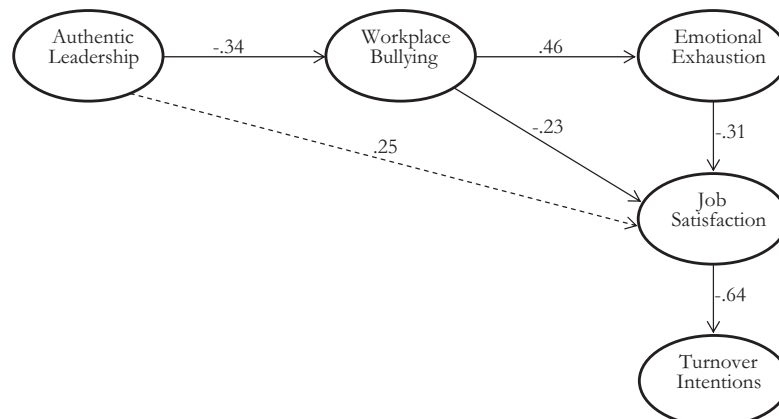 Authentic
Leadership
-.34
Workplace
Bullying
.46
Emotional
Exhaustion
.25
-.23
-.31
Job
Satisfaction
-.64
Turnover
Intentions